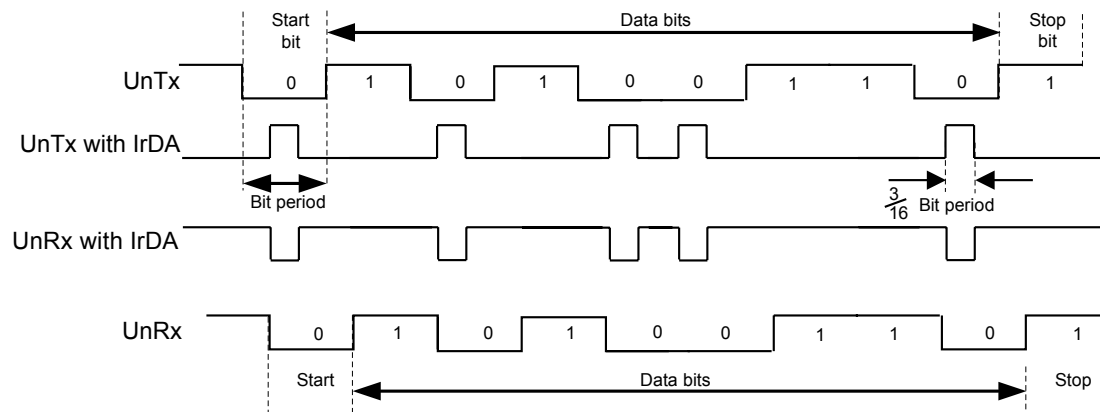 Start
bit
Data bits
Stop
bit
UnTx
0 1 0 1 0 0 1 1 0 1
UnTx with IrDA
Bit period
3/16 Bit period
UnRx with IrDA
UnRx
0 1 0 1 0 0 1 1 0 1
Start
Data bits
Stop